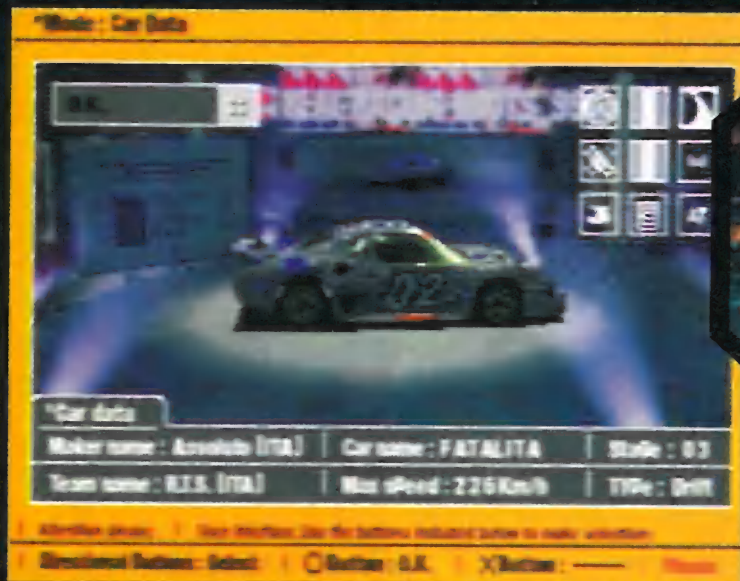 *Mode : Car Data
O.K.
02
*Car data
Maker name : Assoluto [ITA] | Car name : FATALITA | StaGe : 03
Team name : R.T.S. [ITA] | Max sPeed : 226Km/h | TYPe : Drift
Directional Buttons : Select | ○Button : O.K. | ×Button : ——